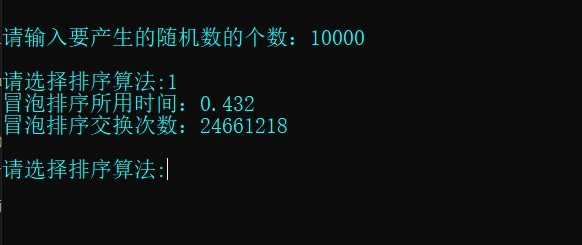 请输入要产生的随机数的个数：10000
请选择排序算法:1
冒泡排序所用时间：0.432
冒泡排序交换次数：24661218
请选择排序算法: